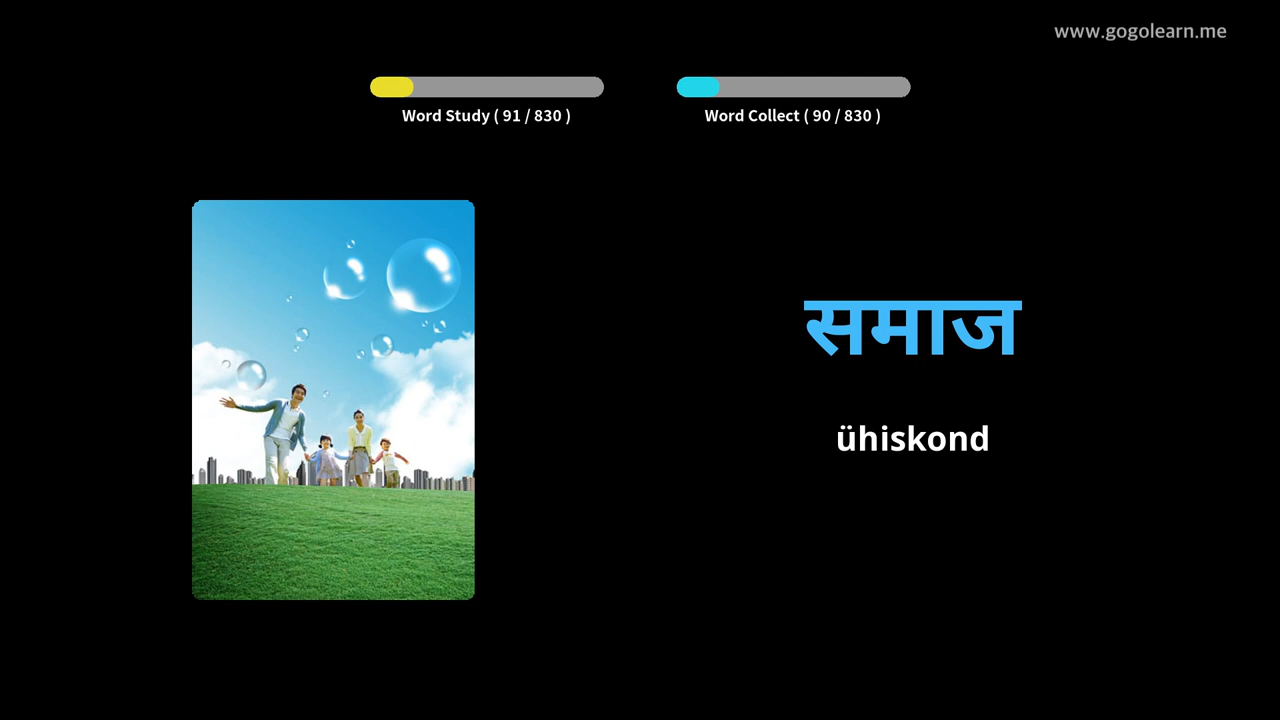 www.gogolearn.me
Word Study ( 91 / 830 )
Word Collect ( 90 / 830 )
समाज
ühiskond